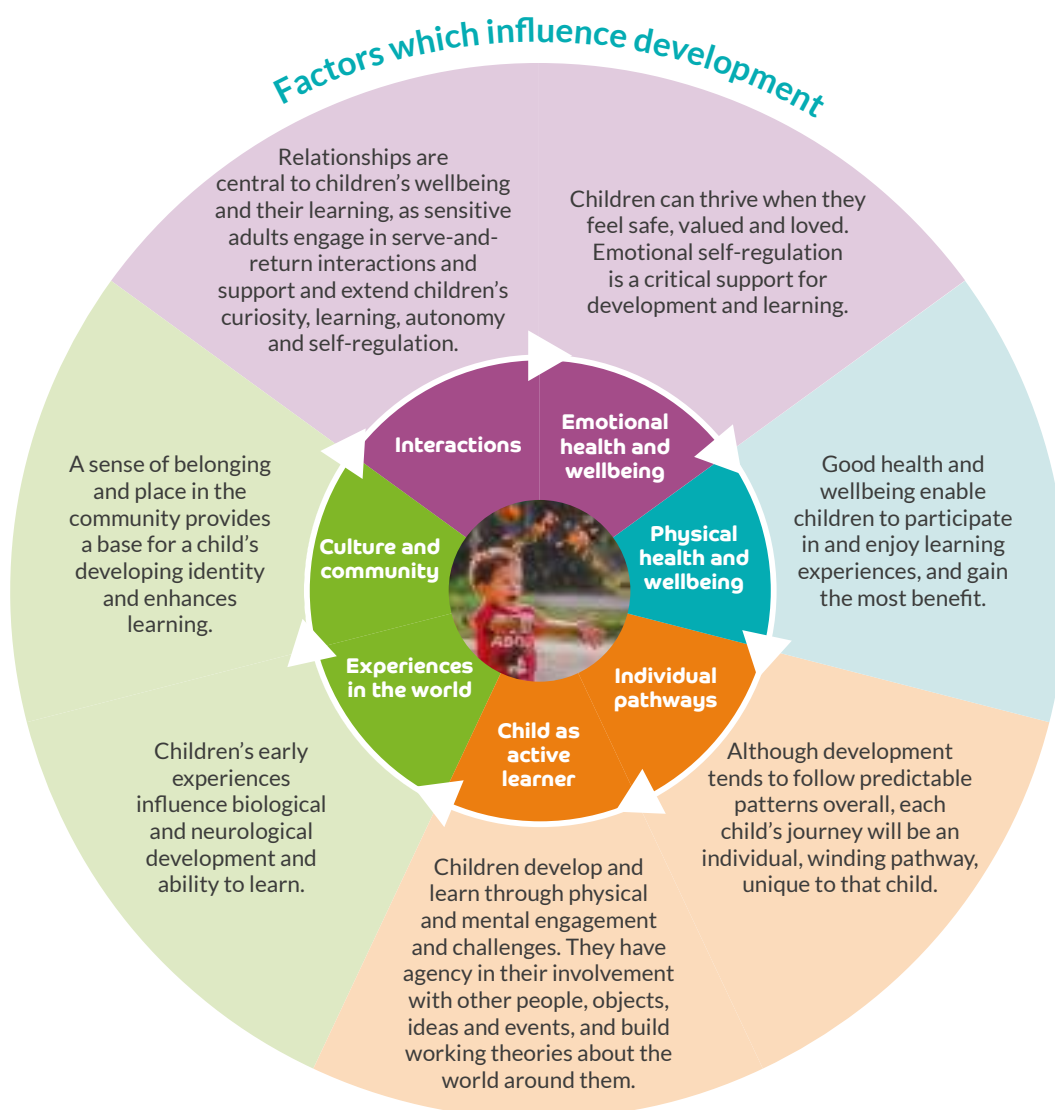 Factors which influence development
Relationships are
central to children’s wellbeing
and their learning, as sensitive
adults engage in serve-and-
return interactions and
support and extend children’s
curiosity, learning, autonomy
and self-regulation.
Children can thrive when they
feel safe, valued and loved.
Emotional self-regulation
is a critical support for
development and learning.
Good health and
wellbeing enable
children to participate
in and enjoy learning
experiences, and gain
the most benefit.
Although development
tends to follow predictable
patterns overall, each
child’s journey will be an
individual, winding pathway,
unique to that child.
Children develop and
learn through physical
and mental engagement
and challenges. They have
agency in their involvement
with other people, objects,
ideas and events, and build
working theories about the
world around them.
Children’s early
experiences
influence biological
and neurological
development and
ability to learn.
A sense of belonging
and place in the
community provides
a base for a child’s
developing identity
and enhances
learning.
Interactions
Emotional
health and
wellbeing
Physical
health and
wellbeing
Individual
pathways
Child as
active
learner
Experiences
in the world
Culture and
community